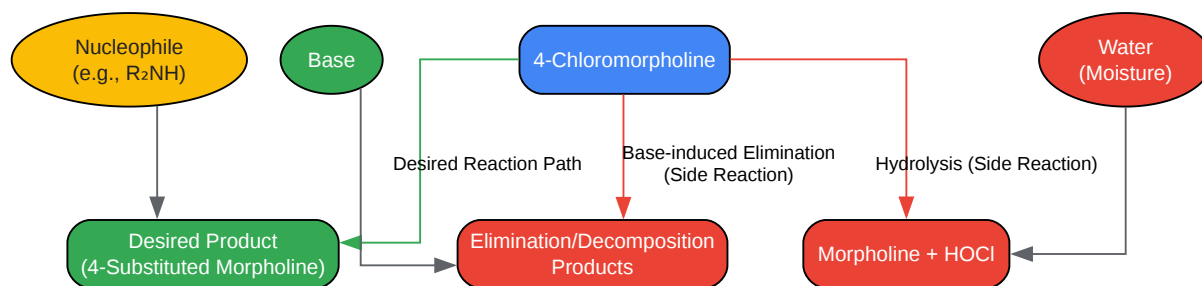 Nucleophile
(e.g., R₂NH)
Base
4-Chloromorpholine
Water
(Moisture)
Desired Reaction Path
Base-induced Elimination
(Side Reaction)
Hydrolysis (Side Reaction)
Desired Product
(4-Substituted Morpholine)
Elimination/Decomposition
Products
Morpholine + HOCl